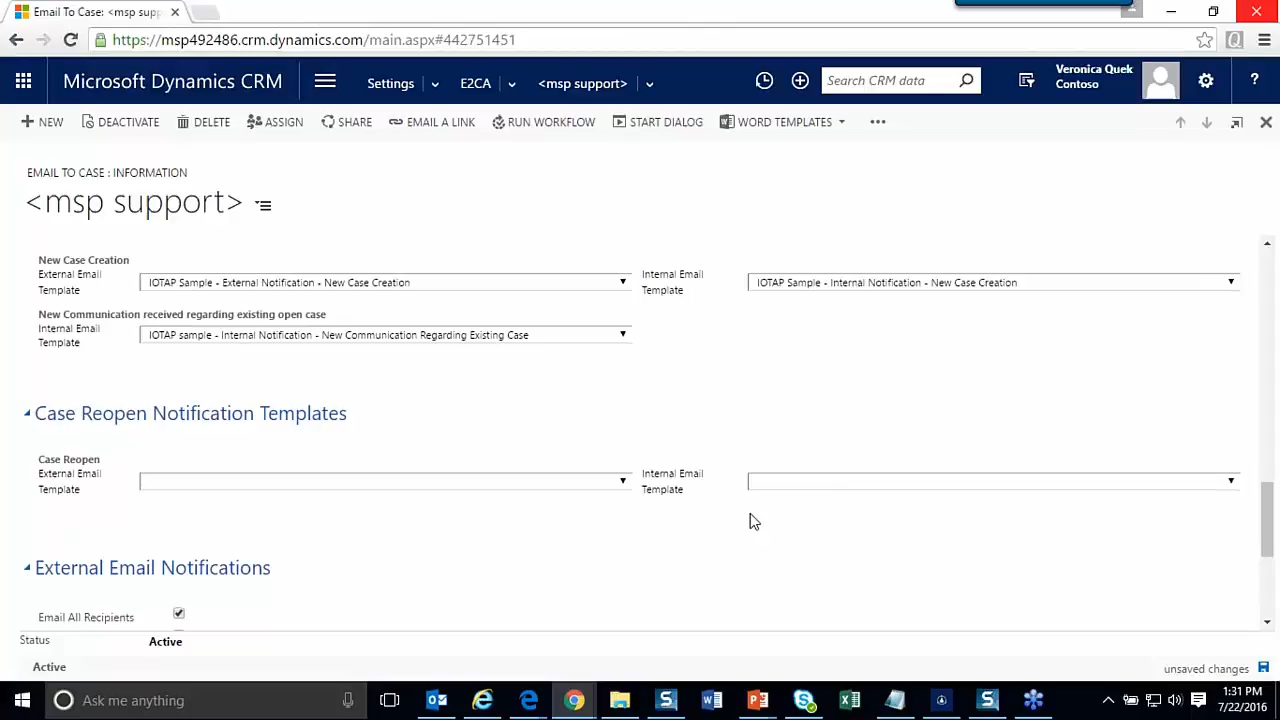 Email To Case: <msp supp
https://msp492486.crm.dynamics.com/main.aspx#442751451
Microsoft Dynamics CRM
Settings
E2CA
<msp support>
Search CRM data
Veronica Quek
Contoso
?
NEW
DEACTIVATE
DELETE
ASSIGN
SHARE
EMAIL A LINK
RUN WORKFLOW
START DIALOG
WORD TEMPLATES
EMAIL TO CASE : INFORMATION
<msp support>
New Case Creation
External Email Template
IOTAP Sample - External Notification - New Case Creation
Internal Email Template
IOTAP Sample - Internal Notification - New Case Creation
New Communication received regarding existing open case
Internal Email Template
IOTAP sample - Internal Notification - New Communication Regarding Existing Case
Case Reopen Notification Templates
Case Reopen
External Email Template
Internal Email Template
External Email Notifications
Email All Recipients
Status
Active
Active
unsaved changes
Ask me anything
1:31 PM
7/22/2016